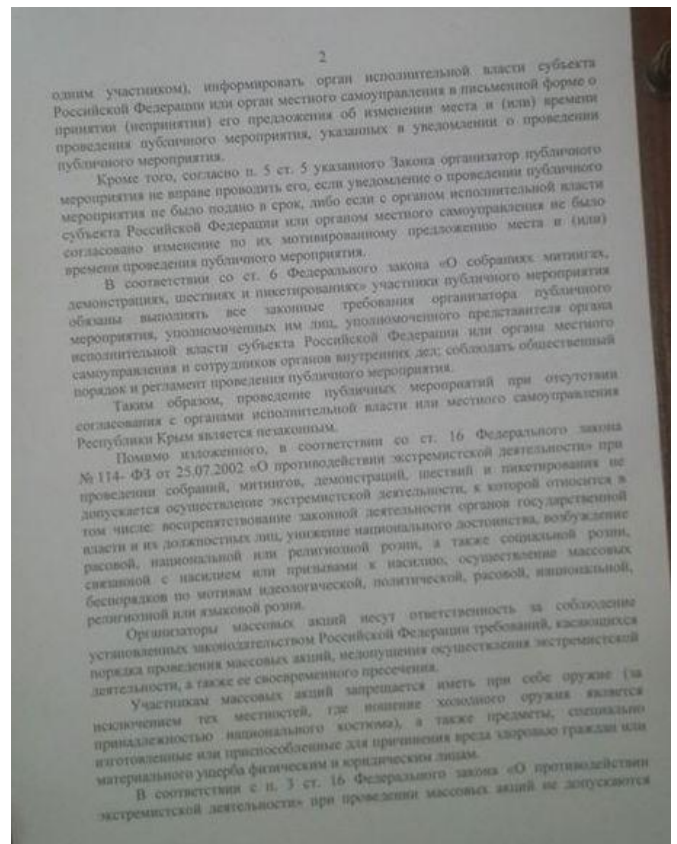 2
одним участником), информировать орган исполнительной власти субъекта
Российской Федерации или орган местного самоуправления в письменной форме о
принятии (непринятии) его предложения об изменении места и (или) времени
проведения публичного мероприятия, указанных в уведомлении о проведении
публичного мероприятия.
Кроме того, согласно п. 5 ст. 5 указанного Закона организатор публичного
мероприятия не вправе проводить его, если уведомление о проведении публичного
мероприятия не было подано в срок, либо если с органом исполнительной власти
субъекта Российской Федерации или органом местного самоуправления не было
согласовано изменение по их мотивированному предложению места и (или)
времени проведения публичного мероприятия.
В соответствии со ст. 6 Федерального закона «О собраниях митингах,
демонстрациях, шествиях и пикетированиях» участники публичного мероприятия
обязаны выполнять все законные требования организатора публичного
мероприятия, уполномоченных им лиц, уполномоченного представителя органа
исполнительной власти субъекта Российской Федерации или органа местного
самоуправления и сотрудников органов внутренних дел; соблюдать общественный
порядок и регламент проведения публичного мероприятия.
Таким образом, проведение публичных мероприятий при отсутствии
согласования с органами исполнительной власти или местного самоуправления
Республики Крым является незаконным.
Помимо изложенного, в соответствии со ст. 16 Федерального закона
№ 114- ФЗ от 25.07.2002 «О противодействии экстремистской деятельности» при
проведении собраний, митингов, демонстраций, шествий и пикетирования не
допускается осуществление экстремистской деятельности, к которой относится в
том числе: воспрепятствование законной деятельности органов государственной
власти и их должностных лиц, унижение национального достоинства, возбуждение
расовой, национальной или религиозной розни, а также социальной розни,
связанной с насилием или призывами к насилию, осуществление массовых
беспорядков по мотивам идеологической, политической, расовой, национальной,
религиозной или языковой розни.
Организаторы массовых акций несут ответственность за соблюдение
установленных законодательством Российской Федерации требований, касающихся
порядка проведения массовых акций, недопущения осуществления экстремистской
деятельности, а также ее своевременного пресечения.
Участникам массовых акций запрещается иметь при себе оружие (за
исключением тех местностей, где ношение холодного оружия является
принадлежностью национального костюма), а также предметы, специально
изготовленные или приспособленные для причинения вреда здоровью граждан или
материального ущерба физическим и юридическим лицам.
В соответствии с п. 3 ст. 16 Федерального закона «О противодействии
экстремистской деятельности» при проведении массовых акций не допускаются